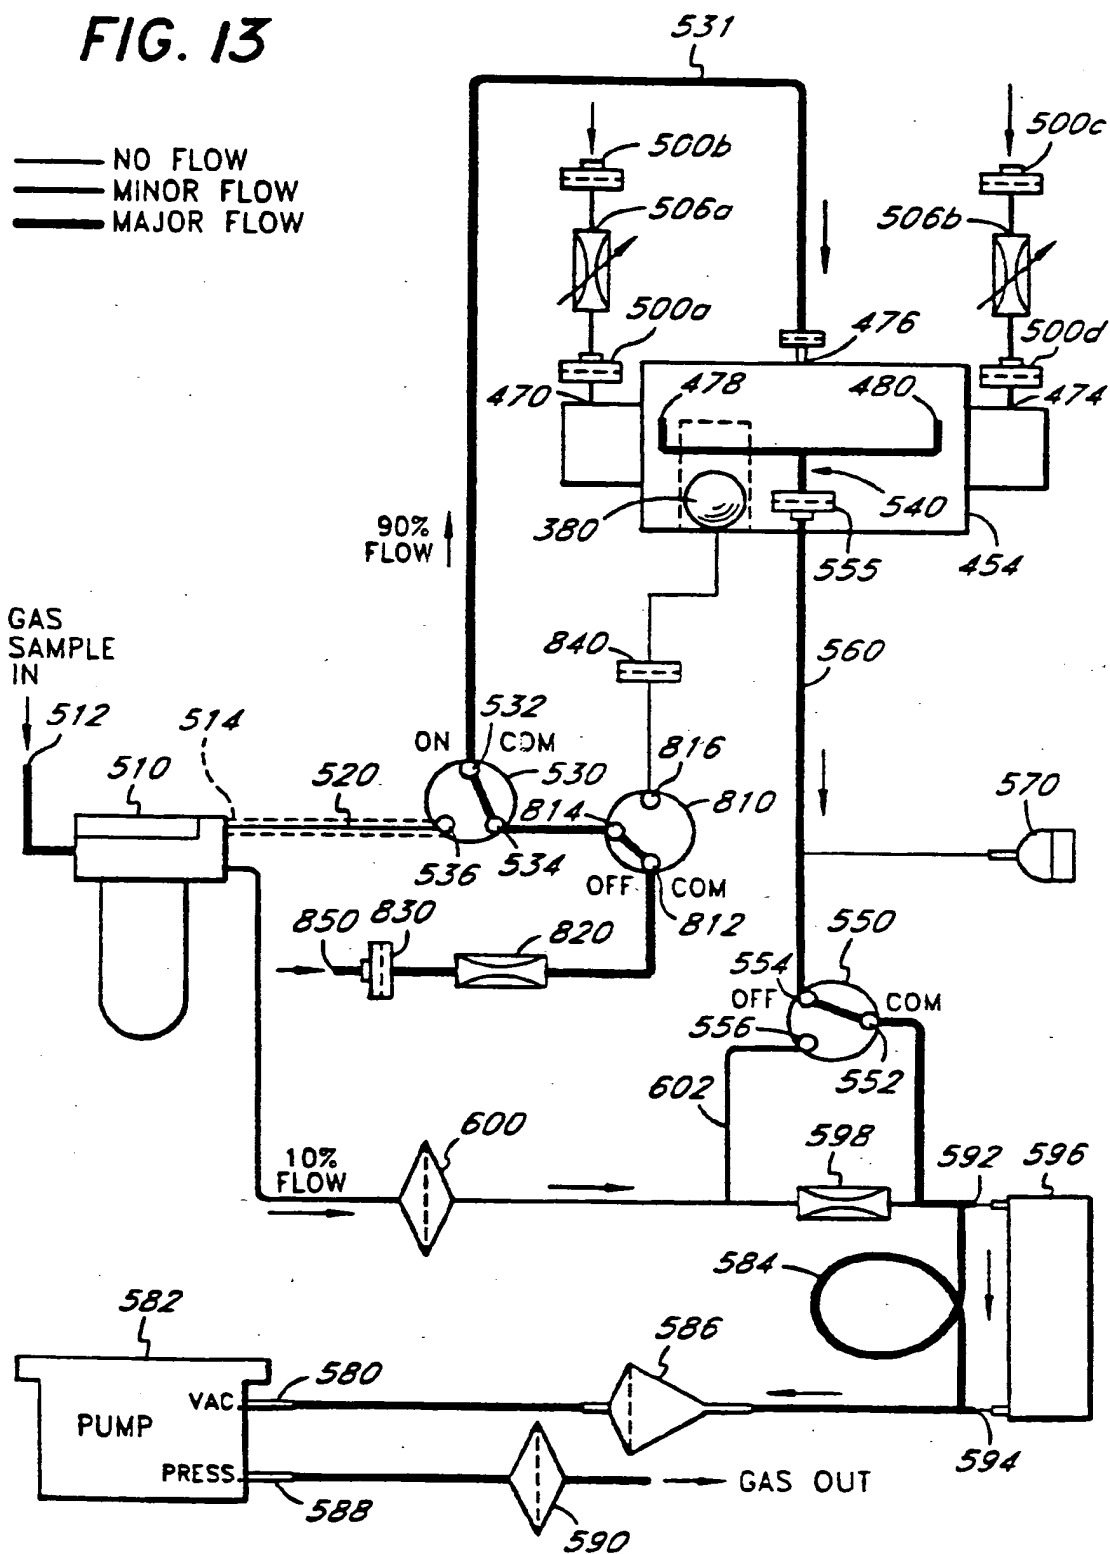 FIG. 13
531
NO FLOW
MINOR FLOW
MAJOR FLOW
500b
500c
506a
506b
500a
476
500d
470
478
480
474
380
540
90%
FLOW
555
454
GAS
SAMPLE
IN
840
560
512
514
532
ON
COM
816
510
520
530
814
810
570
536
534
OFF
COM
812
850
830
820
550
554
OFF
COM
556
552
602
600
598
592
596
10%
FLOW
584
582
586
580
VAC
PUMP
PRESS
588
590
GAS OUT
594